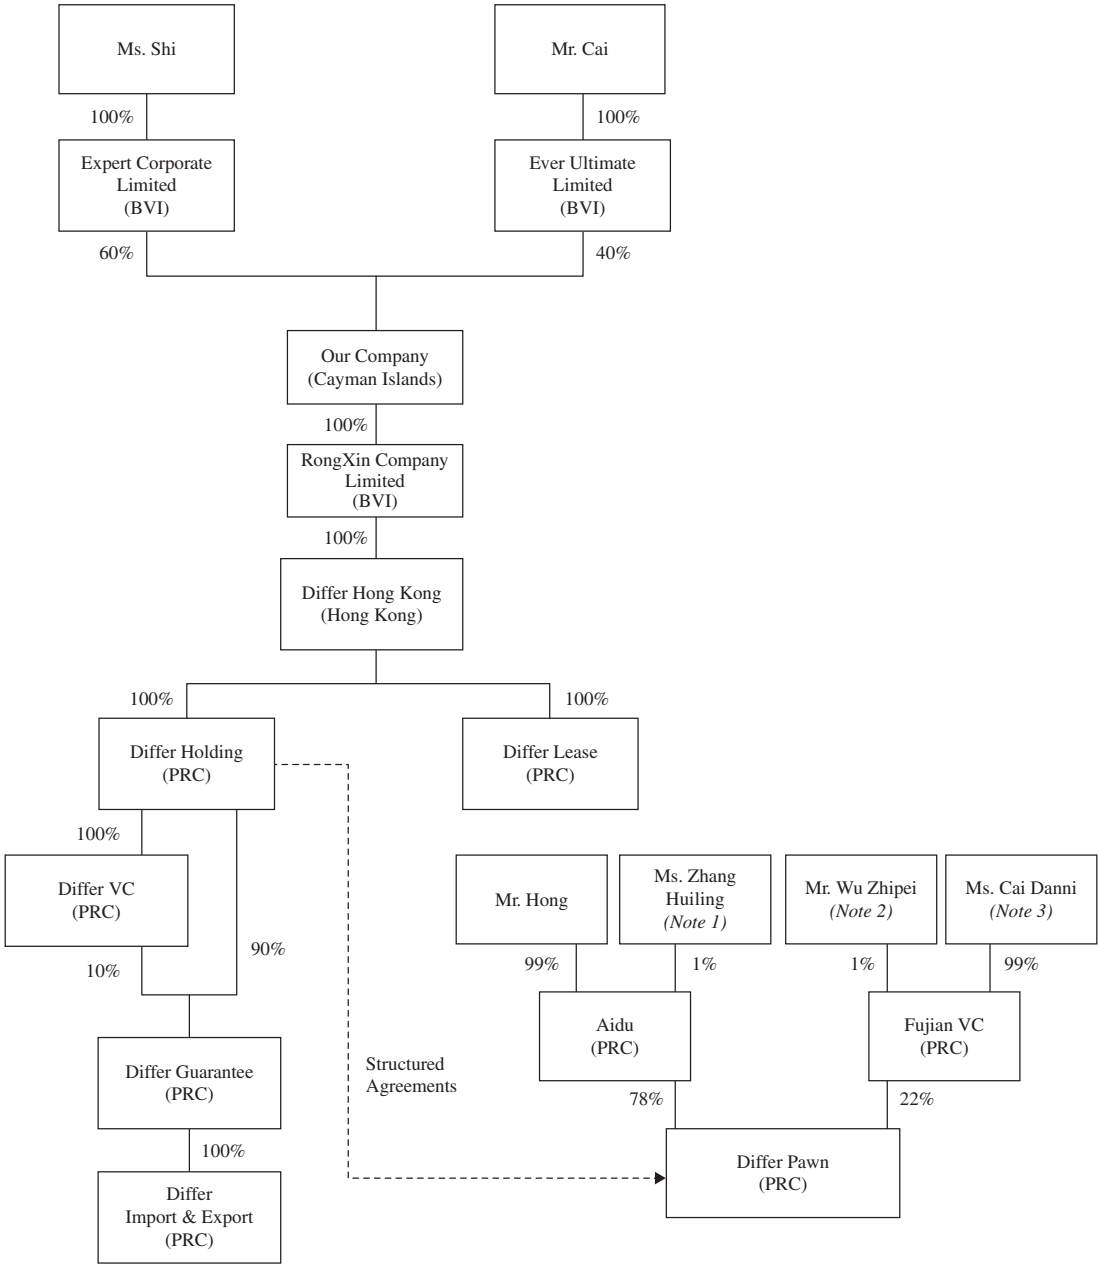 Ms. Shi
Mr. Cai
100%
100%
Expert Corporate
Limited
(BVI)
Ever Ultimate
Limited
(BVI)
60%
40%
Our Company
(Cayman Islands)
100%
RongXin Company
Limited
(BVI)
100%
Differ Hong Kong
(Hong Kong)
100%
100%
Differ Holding
(PRC)
Differ Lease
(PRC)
100%
Differ VC
(PRC)
Mr. Hong
Ms. Zhang
Huiling
(Note 1)
Mr. Wu Zhipei
(Note 2)
Ms. Cai Danni
(Note 3)
90%
10%
99%
1%
1%
99%
Aidu
(PRC)
Fujian VC
(PRC)
Differ Guarantee
(PRC)
Structured
Agreements
78%
22%
100%
Differ Pawn
(PRC)
Differ
Import & Export
(PRC)